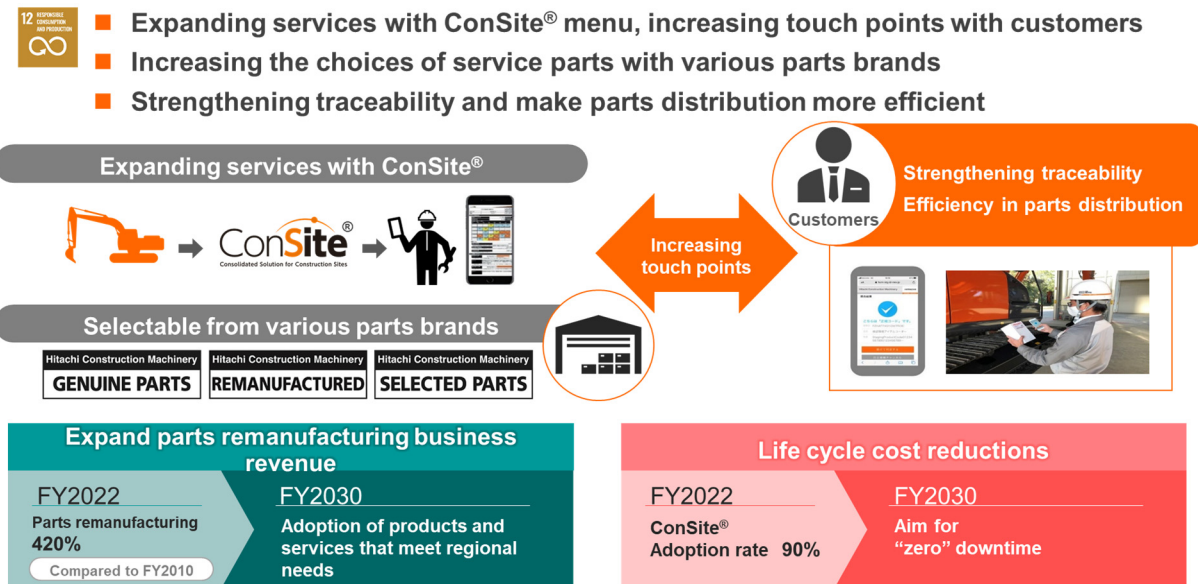 12 RESPONSIBLE
CONSUMPTION
AND PRODUCTION
■ Expanding services with ConSite® menu, increasing touch points with customers
■ Increasing the choices of service parts with various parts brands
■ Strengthening traceability and make parts distribution more efficient
Expanding services with ConSite®
ConSite®
Consolidated Solution for Construction Sites
Increasing
touch points
Customers
Strengthening traceability
Efficiency in parts distribution
Selectable from various parts brands
Hitachi Construction Machinery
GENUINE PARTS
Hitachi Construction Machinery
REMANUFACTURED
Hitachi Construction Machinery
SELECTED PARTS
Expand parts remanufacturing business
revenue
FY2022
Parts remanufacturing
420%
Compared to FY2010
FY2030
Adoption of products and
services that meet regional
needs
Life cycle cost reductions
FY2022
ConSite®
Adoption rate 90%
FY2030
Aim for
“zero” downtime